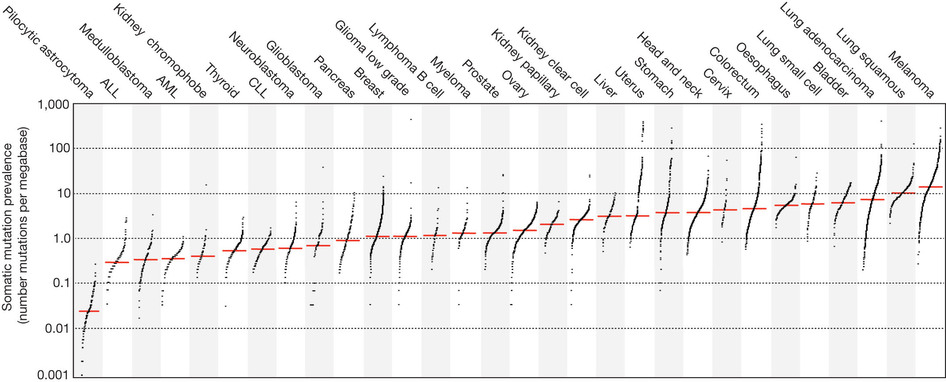 Pilocytic astrocytoma
ALL
Medulloblastoma
AML
Kidney chromophobe
Thyroid
CLL
Neuroblastoma
Glioblastoma
Pancreas
Breast
Glioma low grade
Lymphoma B cell
Myeloma
Prostate
Ovary
Kidney papillary
Kidney clear cell
Liver
Uterus
Stomach
Head and neck
Cervix
Colorectum
Oesophagus
Lung small cell
Bladder
Lung adenocarcinoma
Lung squamous
Melanoma
Somatic mutation prevalence
(number mutations per megabase)
1,000
100
10
1.0
0.1
0.01
0.001